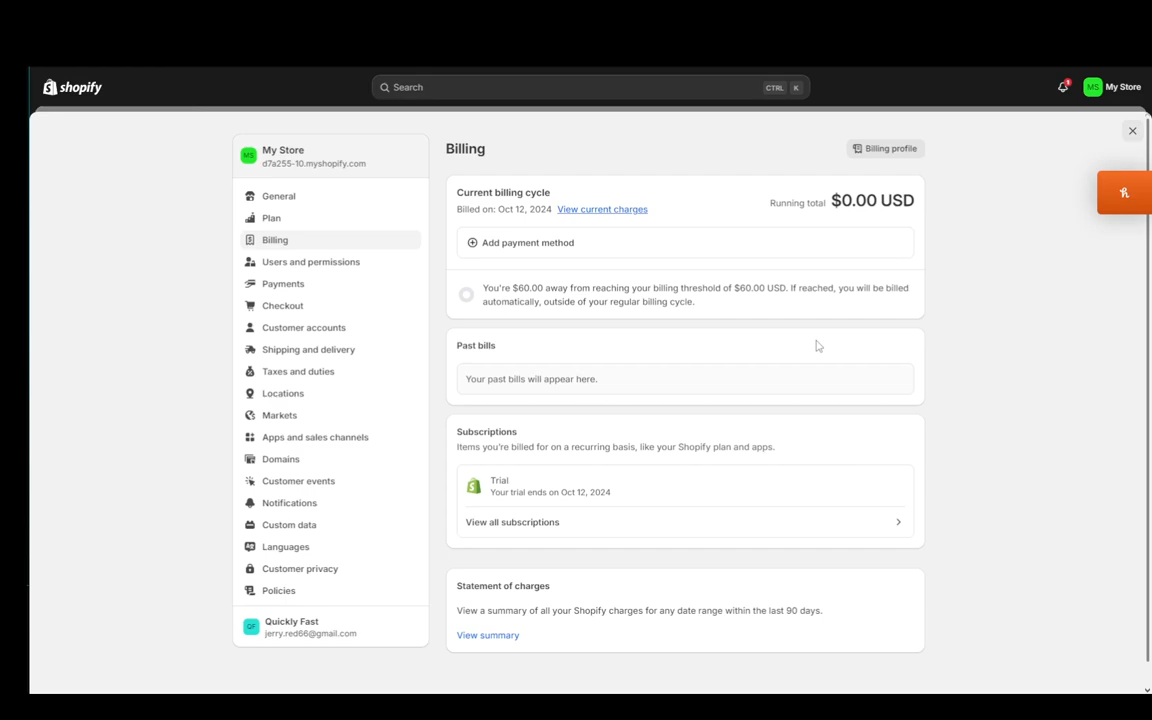 shopify
Search
CTRL K
1
MS
My Store
MS
My Store
d7a255-10.myshopify.com
General
Plan
Billing
Users and permissions
Payments
Checkout
Customer accounts
Shipping and delivery
Taxes and duties
Locations
Markets
Apps and sales channels
Domains
Customer events
Notifications
Custom data
Languages
Customer privacy
Policies
QF
Quickly Fast
jerry.red66@gmail.com
Billing
Billing profile
Current billing cycle
Billed on: Oct 12, 2024 View current charges
Running total $0.00 USD
Add payment method
You're $60.00 away from reaching your billing threshold of $60.00 USD. If reached, you will be billed
automatically, outside of your regular billing cycle.
Past bills
Your past bills will appear here.
Subscriptions
Items you're billed for on a recurring basis, like your Shopify plan and apps.
Trial
Your trial ends on Oct 12, 2024
View all subscriptions
Statement of charges
View a summary of all your Shopify charges for any date range within the last 90 days.
View summary